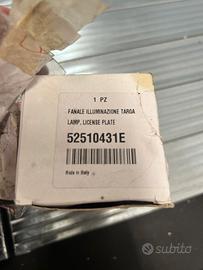 1 PZ
FANALE ILLUMINAZIONE TARGA
LAMP, LICENSE PLATE
52510431E
Made in Italy
subito